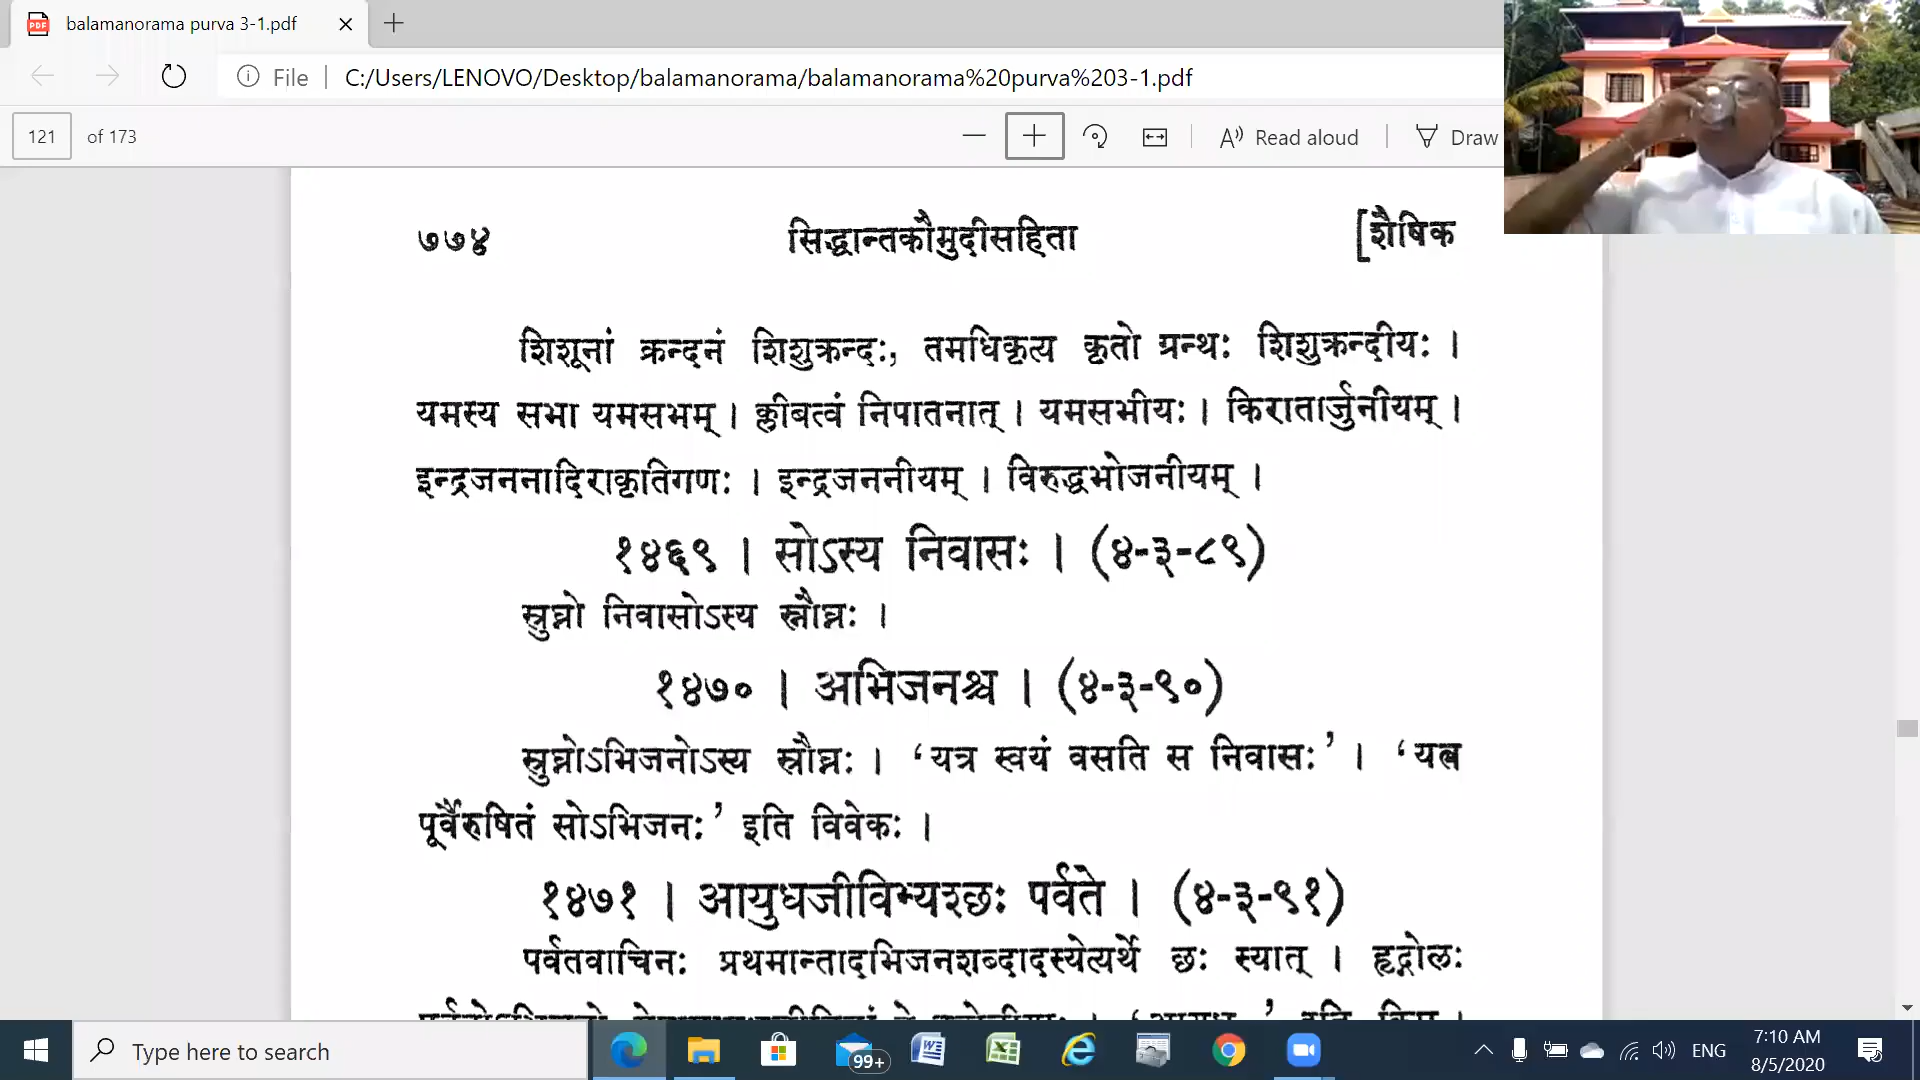 balamanorama purva 3-1.pdf
File | C:/Users/LENOVO/Desktop/balamanorama/balamanorama%20purva%203-1.pdf
121 of 173 Read aloud Draw
७७४ सिद्धान्तकौमुदीसहिता [शैषिक
शिशूनां क्रन्दनं शिशुक्रन्दः, तमधिकृत्य कृतो ग्रन्थः शिशुक्रन्दीयः ।
यमस्य सभा यमसभम् । क्लीबत्वं निपातनात् । यमसभीयः । किरातार्जुनीयम् ।
इन्द्रजननादिराकृतिगणः । इन्द्रजननीयम् । विरुद्धभोजनीयम् ।
१४६९ । सोऽस्य निवासः । (४-३-८९)
स्रुघ्नो निवासोऽस्य स्रौघ्नः ।
१४७० । अभिजनश्च । (४-३-९०)
स्रुघ्नोऽभिजनोऽस्य स्रौघ्नः । ‘यत्र स्वयं वसति स निवासः’ । ‘यत्र
पूर्वैरुषितं सोऽभिजनः’ इति विवेकः ।
१४७१ । आयुधजीविभ्यश्छः पर्वते । (४-३-९१)
पर्वतवाचिनः प्रथमान्तादभिजनशब्दादस्येत्यर्थे छः स्यात् । हृद्गोलः
Type here to search 99+ ENG 7:10 AM
8/5/2020